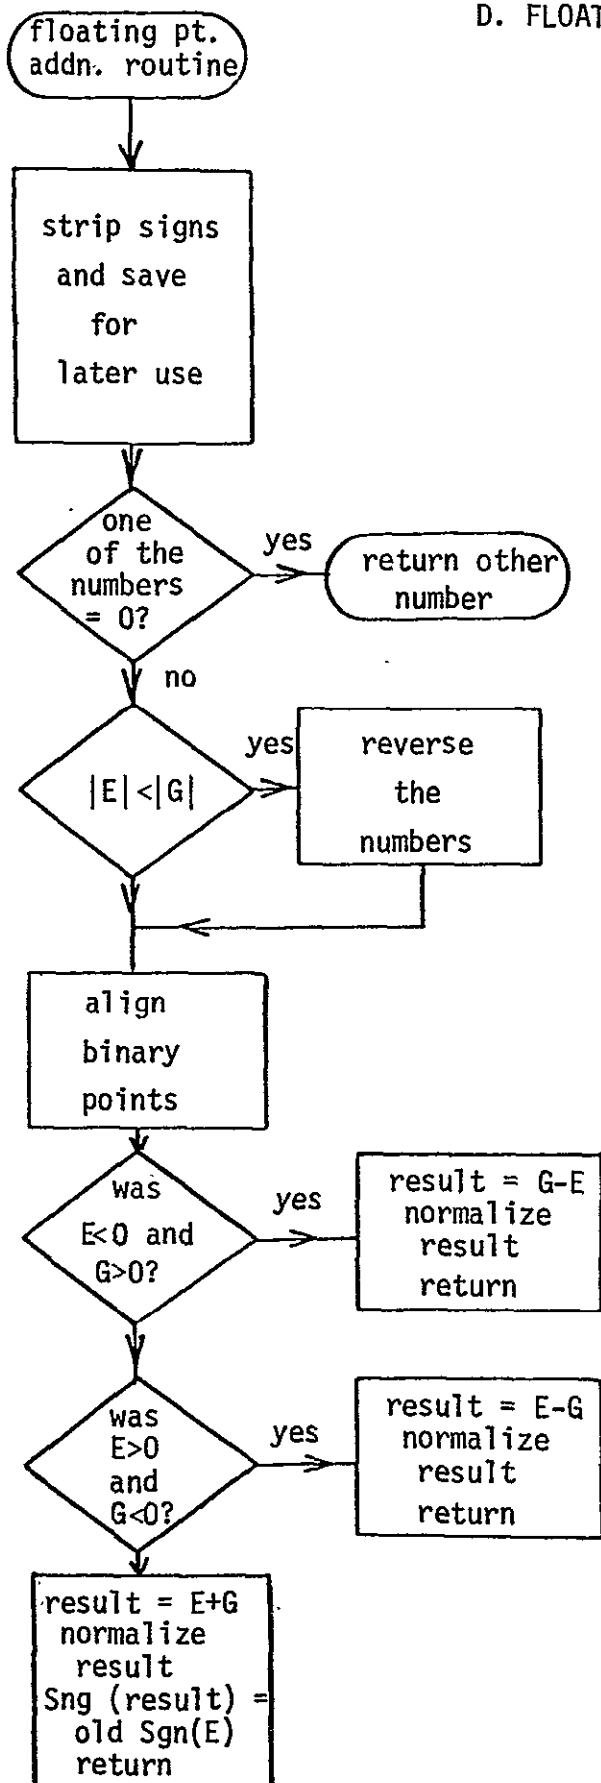 D. FLOAT
floating pt.
addn. routine
strip signs
and save
for
later use
one
of the
numbers
= 0?
yes
return other
number
no
|E|<|G|
yes
reverse
the
numbers
align
binary
points
was
E<0 and
G>0?
yes
result = G-E
normalize
result
return
was
E>0
and
G<0?
yes
result = E-G
normalize
result
return
result = E+G
normalize
result
Sng (result) =
old Sgn(E)
return